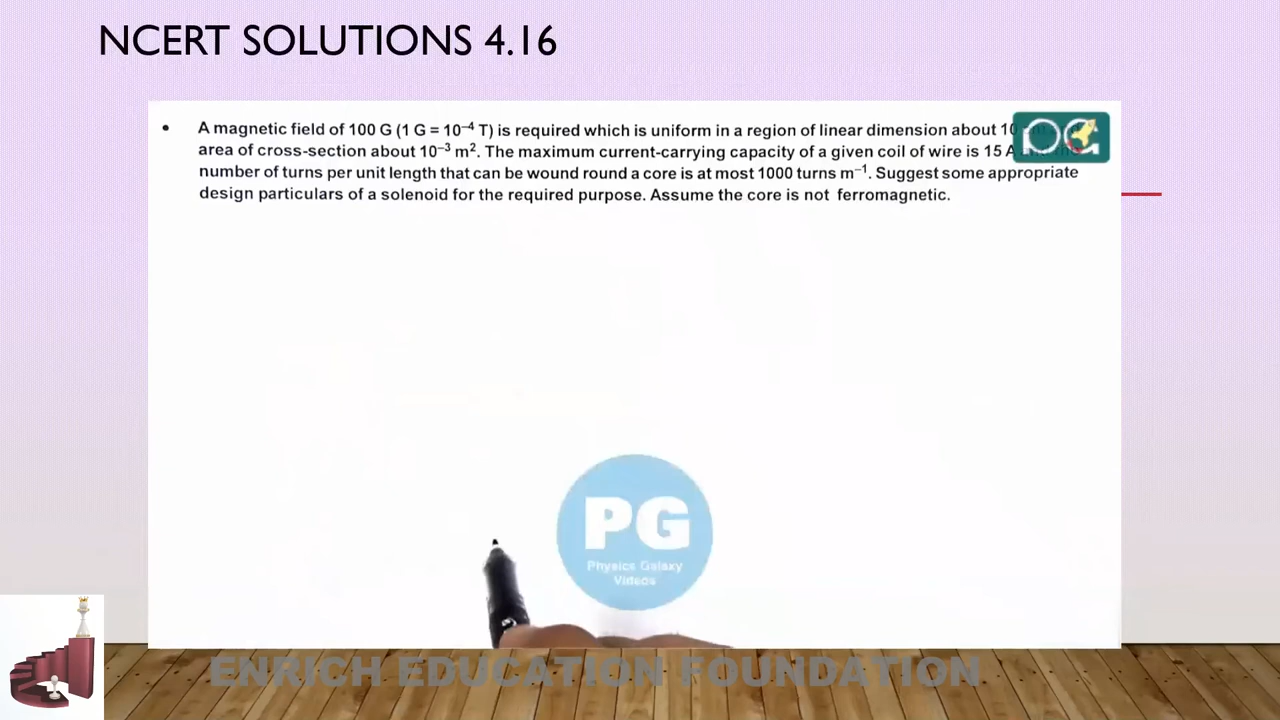 NCERT SOLUTIONS 4.16
• A magnetic field of 100 G (1 G = 10⁻⁴ T) is required which is uniform in a region of linear dimension about 10
area of cross-section about 10⁻³ m². The maximum current-carrying capacity of a given coil of wire is 15 A
number of turns per unit length that can be wound round a core is at most 1000 turns m⁻¹. Suggest some appropriate
design particulars of a solenoid for the required purpose. Assume the core is not ferromagnetic.
PG
PG
Physics Galaxy
Videos
ENRICH EDUCATION FOUNDATION